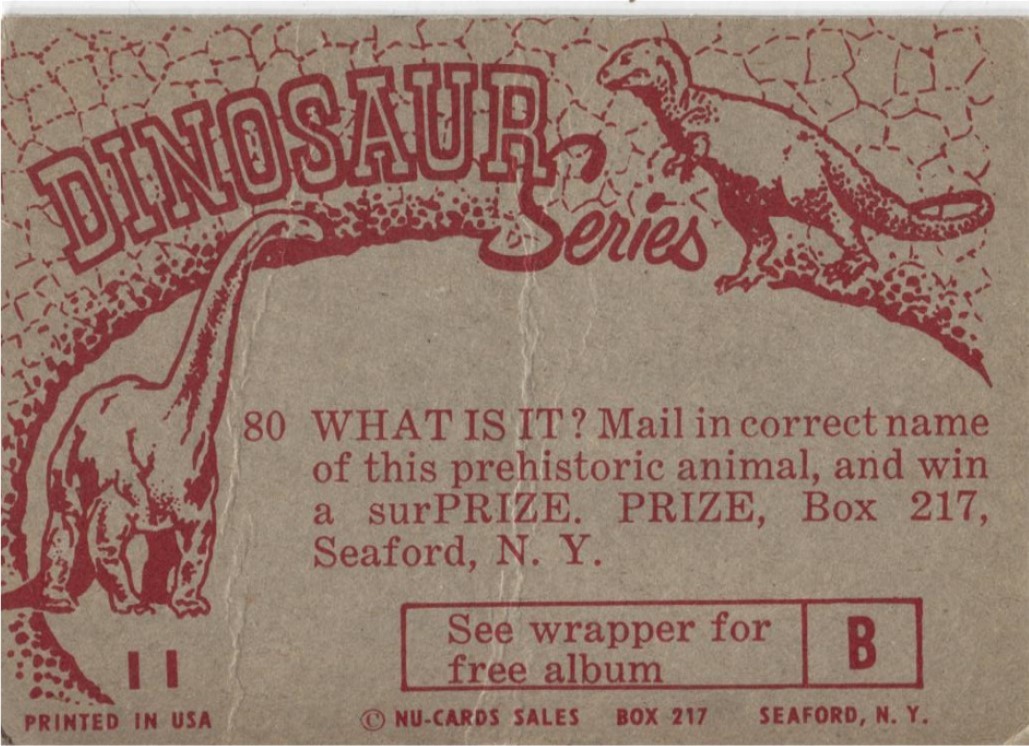 DINOSAUR
Series
80 WHAT IS IT? Mail in correct name
of this prehistoric animal, and win
a surPRIZE. PRIZE, Box 217,
Seaford, N. Y.
See wrapper for
free album
B
11
PRINTED IN USA
© NU-CARDS SALES BOX 217 SEAFORD, N. Y.